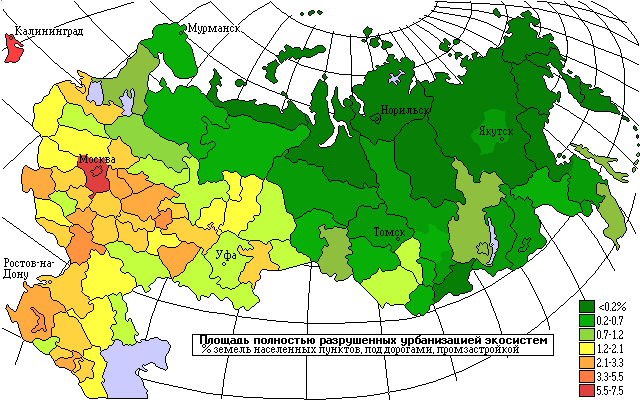 Мурманск
Калининград
Норильск
Якутск
Москва
Томск
Уфа
Ростов-на-
Дону
Площадь полностью разрушенных урбанизацией экосистем
% земель населенных пунктов, под дорогами, промзастройкой
<0.2%
0.2-0.7
0.7-1.2
1.2-2.1
2.1-3.3
3.3-5.5
5.5-7.5